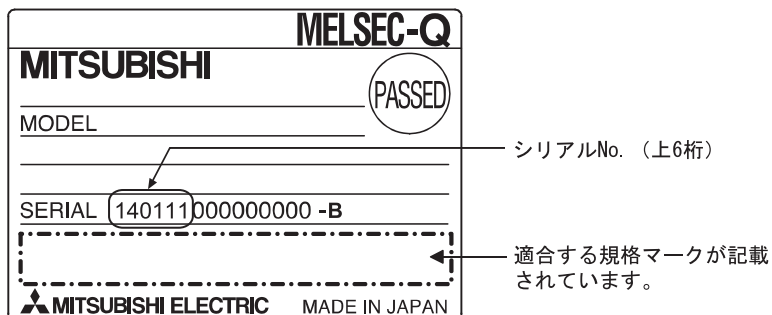 MELSEC-Q
MITSUBISHI
PASSED
MODEL
シリアルNo. (上6桁)
SERIAL 140111000000000 -B
適合する規格マークが記載
されています。
MITSUBISHI ELECTRIC MADE IN JAPAN